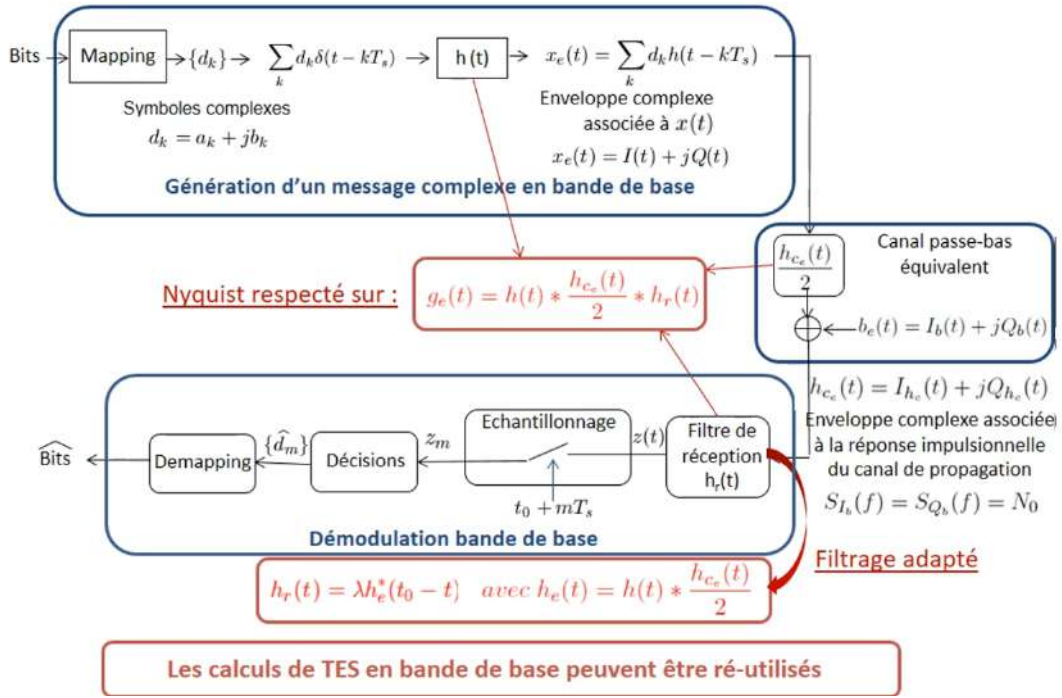 Bits
Mapping
{d_k}
∑_k d_k δ(t − kT_s)
h(t)
x_e(t) = ∑_k d_k h(t − kT_s)
Symboles complexes
d_k = a_k + jb_k
Enveloppe complexe
associée à x(t)
x_e(t) = I(t) + jQ(t)
Génération d'un message complexe en bande de base
h_{c_e}(t)/2
Canal passe-bas
équivalent
b_e(t) = I_b(t) + jQ_b(t)
Nyquist respecté sur :
g_e(t) = h(t) * h_{c_e}(t)/2 * h_r(t)
h_{c_e}(t) = I_{h_c}(t) + jQ_{h_c}(t)
Enveloppe complexe associée
à la réponse impulsionnelle
du canal de propagation
S_{I_b}(f) = S_{Q_b}(f) = N_0
Bits^
Demapping
{d̂_m}
Décisions
z_m
Echantillonnage
t_0 + mT_s
z(t)
Filtre de
réception
h_r(t)
Démodulation bande de base
Filtrage adapté
h_r(t) = λh_e^*(t_0 − t) avec h_e(t) = h(t) * h_{c_e}(t)/2
Les calculs de TES en bande de base peuvent être ré-utilisés